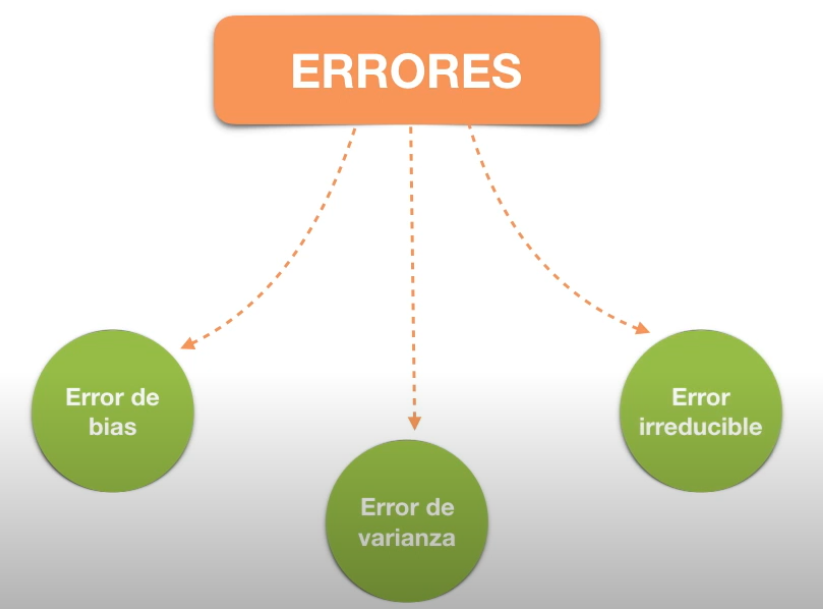 ERRORES
Error de
bias
Error de
varianza
Error
irreducible